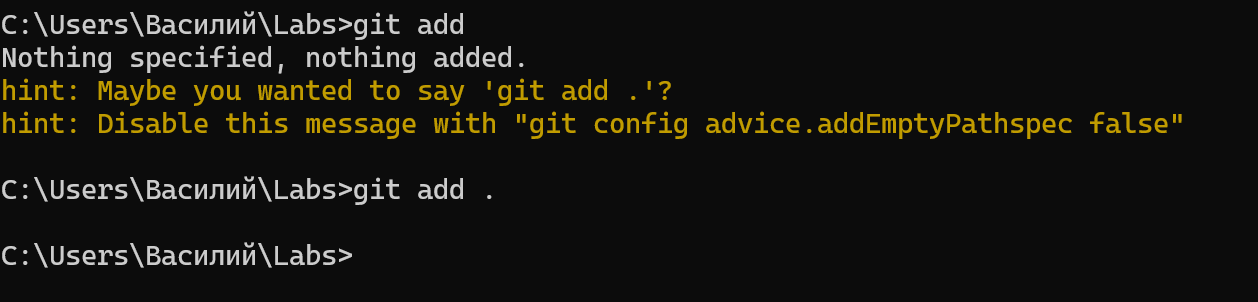 C:\Users\Василий\Labs>git add
Nothing specified, nothing added.
hint: Maybe you wanted to say 'git add .'?
hint: Disable this message with "git config advice.addEmptyPathspec false"
C:\Users\Василий\Labs>git add .
C:\Users\Василий\Labs>